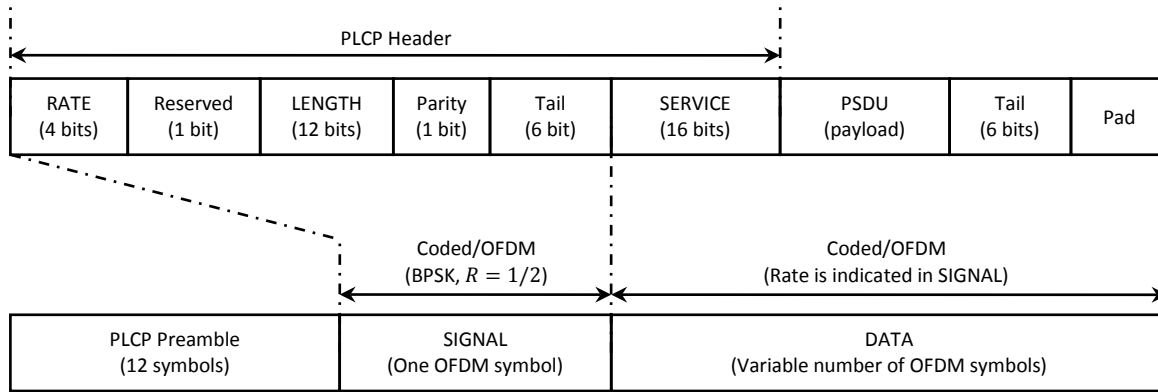 PLCP Header
RATE
(4 bits)
Reserved
(1 bit)
LENGTH
(12 bits)
Parity
(1 bit)
Tail
(6 bit)
SERVICE
(16 bits)
PSDU
(payload)
Tail
(6 bits)
Pad
Coded/OFDM
(BPSK, R = 1/2)
Coded/OFDM
(Rate is indicated in SIGNAL)
PLCP Preamble
(12 symbols)
SIGNAL
(One OFDM symbol)
DATA
(Variable number of OFDM symbols)